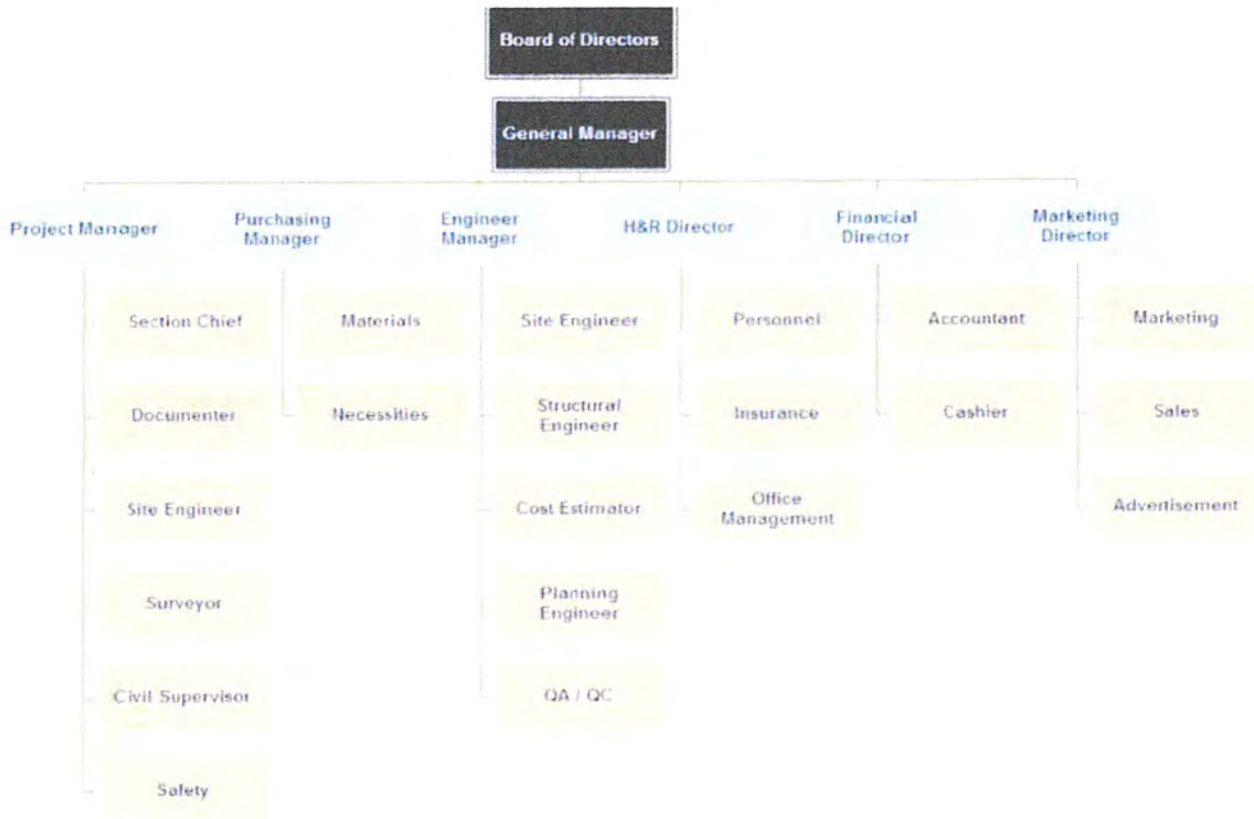 Board of Directors
General Manager
Project Manager
Purchasing
Manager
Engineer
Manager
H&R Director
Financial
Director
Marketing
Director
Section Chief
Materials
Site Engineer
Personnel
Accountant
Marketing
Documenter
Necessities
Structural
Engineer
Insurance
Cashier
Sales
Site Engineer
Cost Estimator
Office
Management
Advertisement
Surveyor
Planning
Engineer
Civil Supervisor
QA / QC
Safety